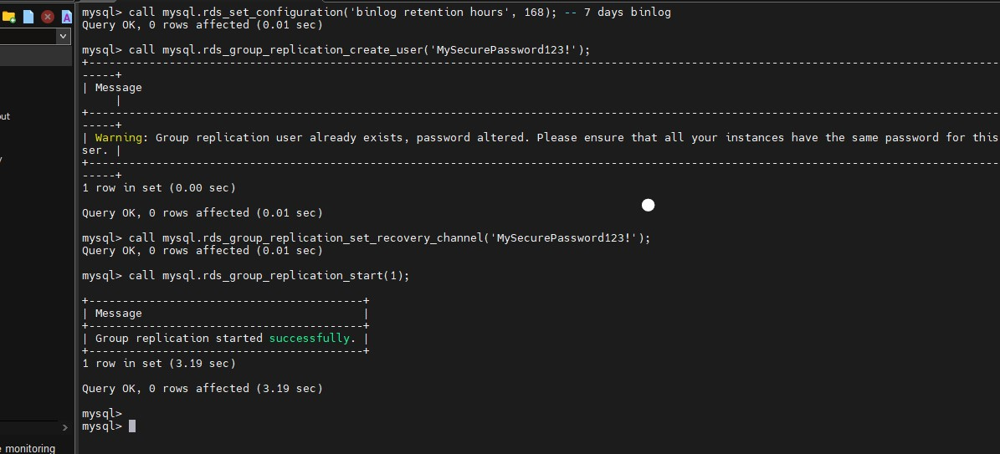 mysql> call mysql.rds_set_configuration('binlog retention hours', 168); -- 7 days binlog
Query OK, 0 rows affected (0.01 sec)
mysql> call mysql.rds_group_replication_create_user('MySecurePassword123!');
+-----------------------------------------------------------------------------------------------------------------------------------------
-----+
| Message
|
+-----------------------------------------------------------------------------------------------------------------------------------------
-----+
| Warning: Group replication user already exists, password altered. Please ensure that all your instances have the same password for this
ser. |
+-----------------------------------------------------------------------------------------------------------------------------------------
-----+
1 row in set (0.00 sec)
Query OK, 0 rows affected (0.01 sec)
mysql> call mysql.rds_group_replication_set_recovery_channel('MySecurePassword123!');
Query OK, 0 rows affected (0.01 sec)
mysql> call mysql.rds_group_replication_start(1);
+-----------------------------------------+
| Message |
+-----------------------------------------+
| Group replication started successfully. |
+-----------------------------------------+
1 row in set (3.19 sec)
Query OK, 0 rows affected (3.19 sec)
mysql>
mysql>
A
out
monitoring